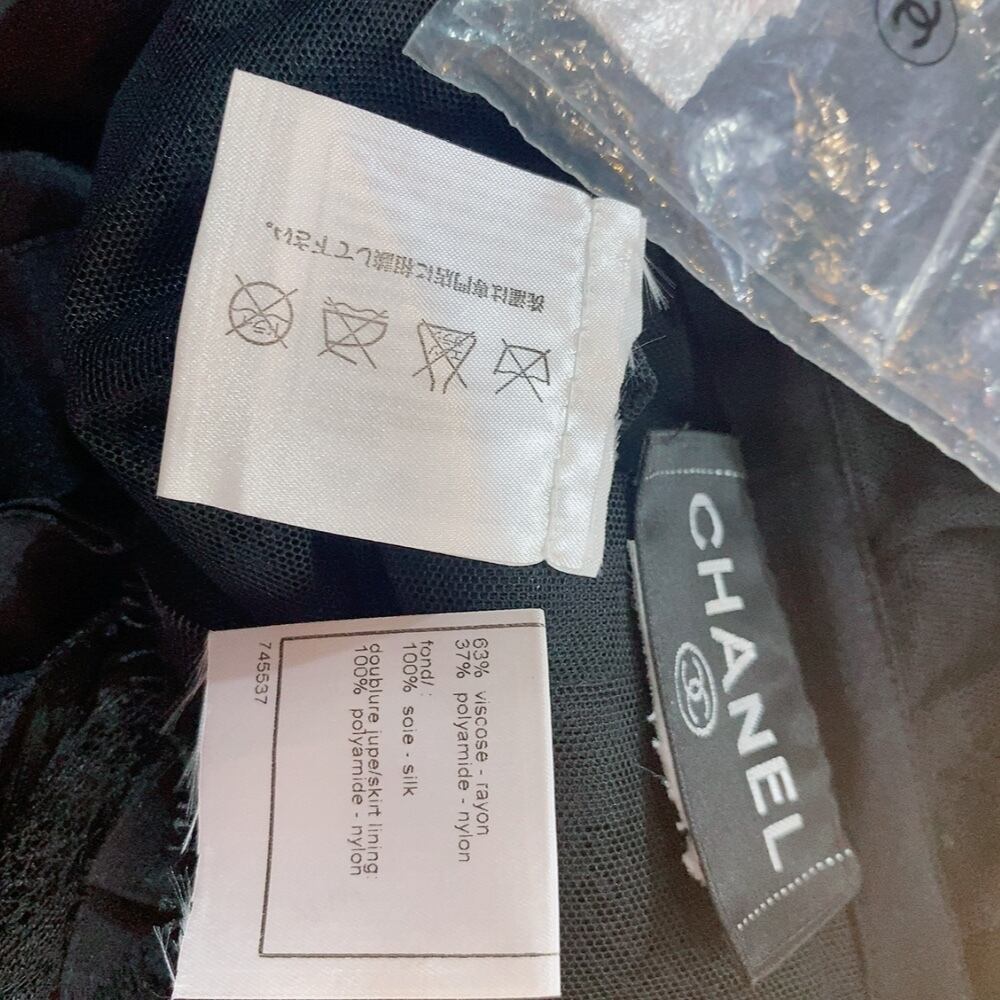 洗濯は専門店に相談して下さい。
CHANEL
63% viscose - rayon
37% polyamide - nylon
fond/:
100% soie - silk
doublure jupe/skirt lining:
100% polyamide - nylon
745537